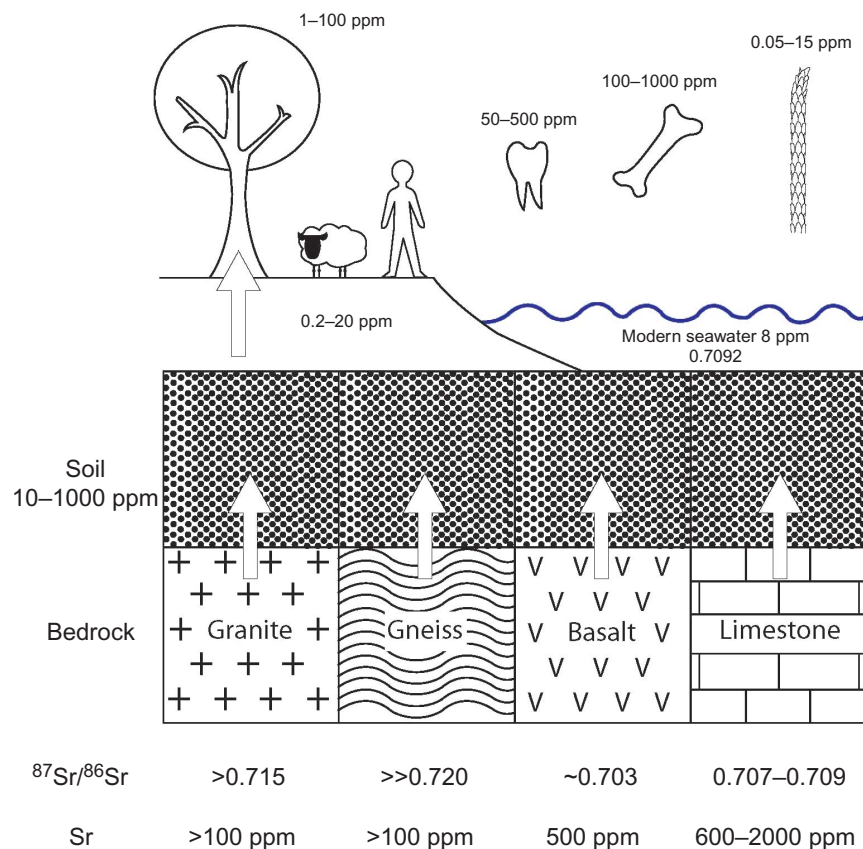 1–100 ppm
0.05–15 ppm
100–1000 ppm
50–500 ppm
0.2–20 ppm
Modern seawater 8 ppm
0.7092
Soil
10–1000 ppm
Bedrock
Granite
Gneiss
Basalt
Limestone
⁸⁷Sr/⁸⁶Sr >0.715 >>0.720 ~0.703 0.707–0.709
Sr >100 ppm >100 ppm 500 ppm 600–2000 ppm